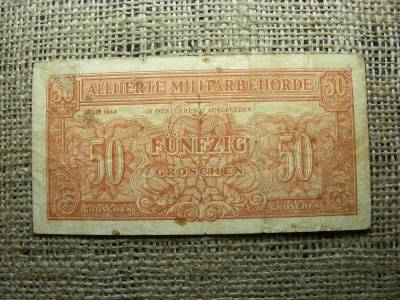 50 ALLIIERTE MILITÄRBEHÖRDE 50
SERIE 1944 IN OESTERREICH AUSGEGEBEN
50 FÜNFZIG 50
GROSCHEN
GROSCHEN GROSCHEN